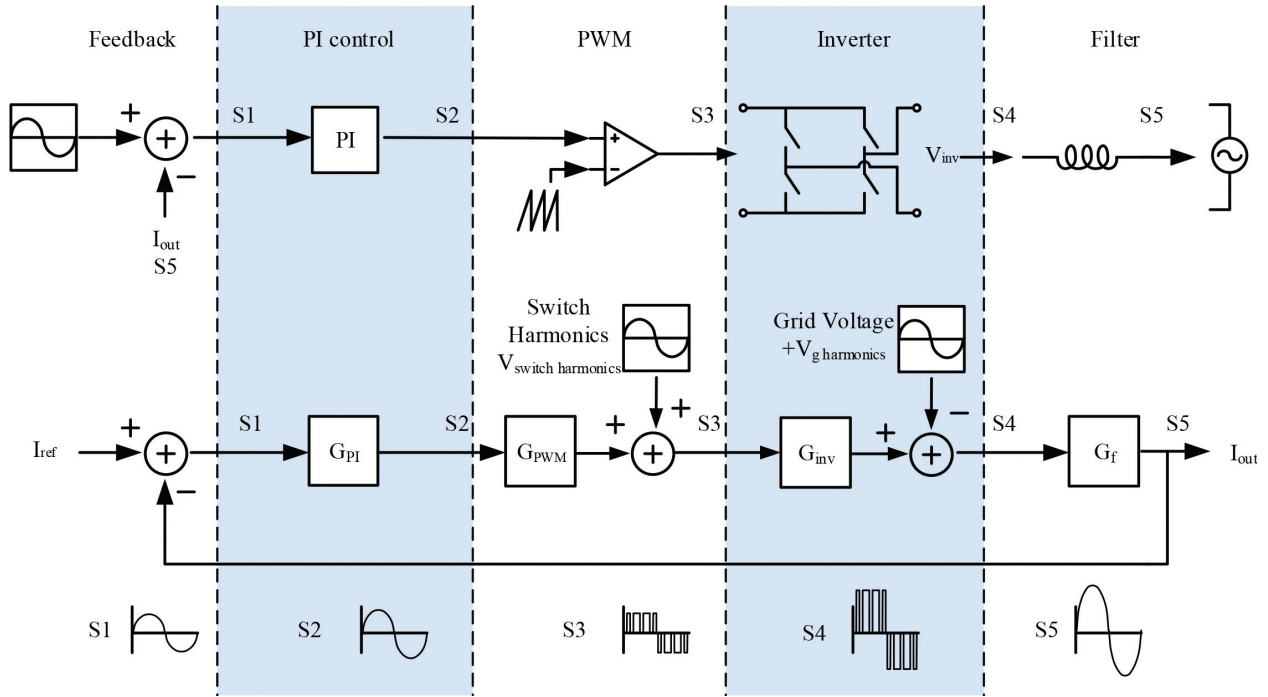 Feedback
PI control
PWM
Inverter
Filter
S1
S2
S3
S4
S5
+
+
PI
+
−
Vinv
−
Iout
S5
Switch
Harmonics
Vswitch harmonics
Grid Voltage
+Vg harmonics
+
+
+
+
−
Iref
+
−
S1
GPI
S2
GPWM
+
S3
Ginv
+
S4
Gf
S5
Iout
S1
S2
S3
S4
S5